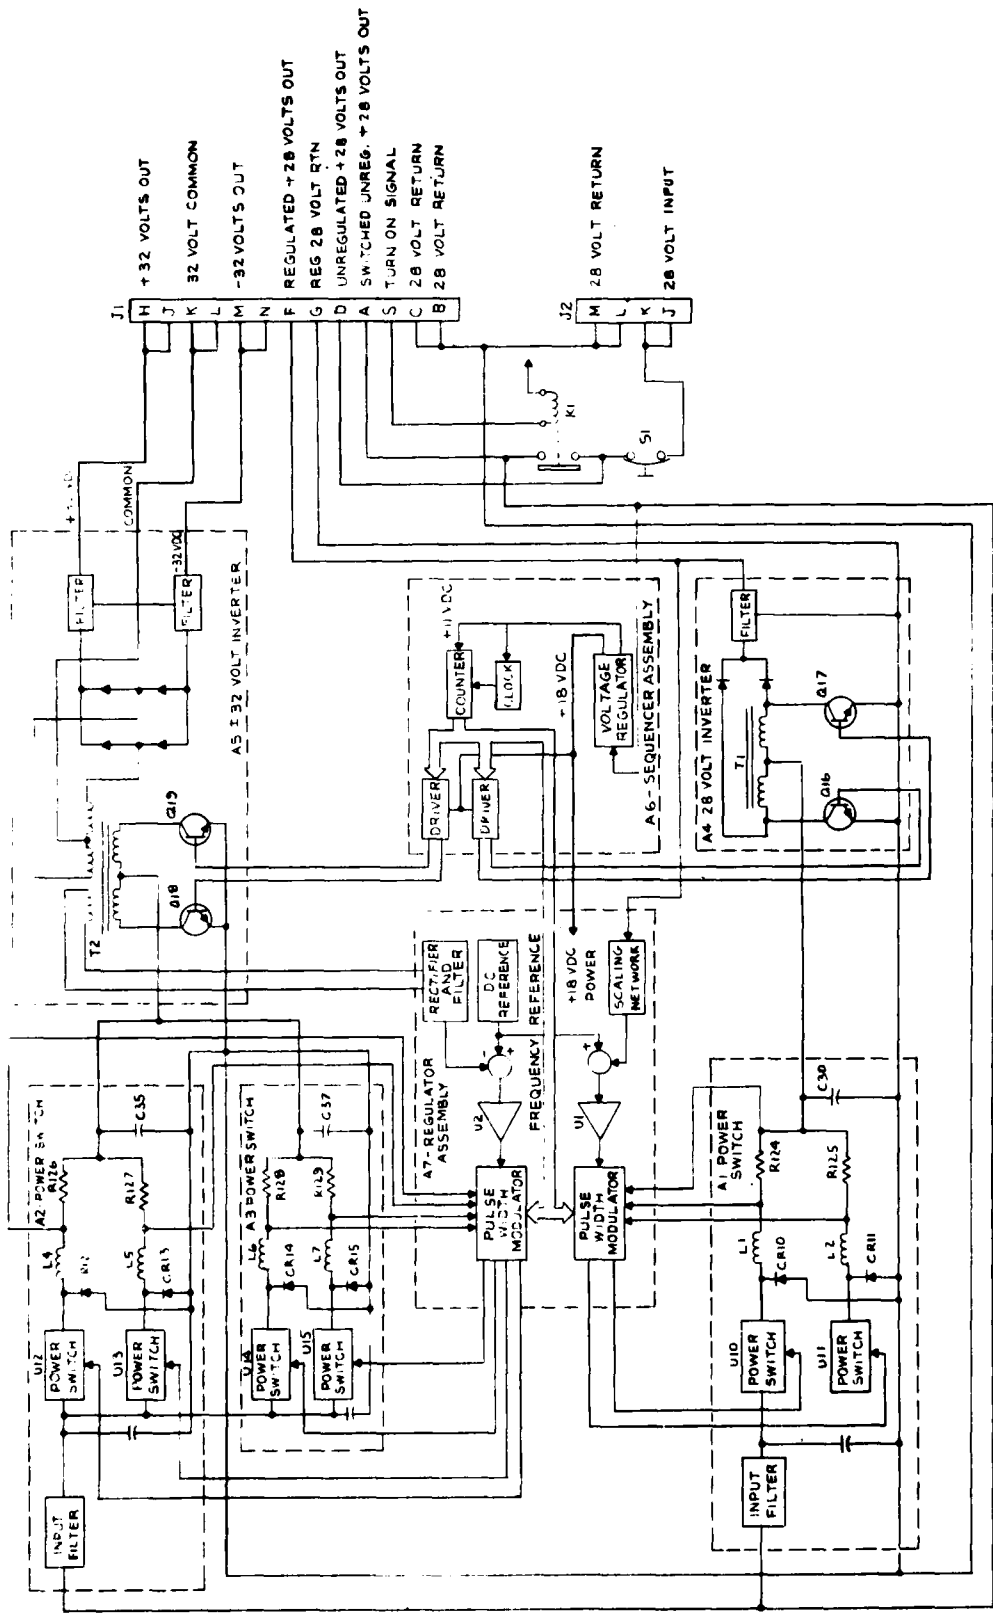 J1
H +32 VOLTS OUT
J
K 32 VOLT COMMON
L
M -32 VOLTS OUT
N
F REGULATED +28 VOLTS OUT
G REG 28 VOLT RTN
D UNREGULATED +28 VOLTS OUT
A SWITCHED UNREG. +28 VOLTS OUT
S TURN ON SIGNAL
C 28 VOLT RETURN
B 28 VOLT RETURN
J2
M 28 VOLT RETURN
L
K
J 28 VOLT INPUT
K1
S1
COMMON
-32VDC
FILTER
FILTER
A5 ± 32 VOLT INVERTER
T2
Q18
Q19
+11 VDC
COUNTER
CLOCK
DRIVER
DRIVER
+18 VDC
VOLTAGE
REGULATOR
A6 - SEQUENCER ASSEMBLY
A4 28 VOLT INVERTER
FILTER
T1
Q16
Q17
RECTIFIER
AND
FILTER
DC
REFERENCE
+18 VDC
POWER
SCALING
NETWORK
FREQUENCY REFERENCE
A7-REGULATOR
ASSEMBLY
-
+
+
U2
U1
PULSE
WIDTH
MODULATOR
PULSE
WIDTH
MODULATOR
A2-POWER SWITCH
R126
R127
C35
L4
L5
CR13
U12
POWER
SWITCH
U13
POWER
SWITCH
INPUT
FILTER
A3 POWER SWITCH
R128
R129
C37
L6
L7
CR14
CR15
U14
POWER
SWITCH
U15
POWER
SWITCH
A1 POWER
SWITCH
R124
R125
C30
L1
L2
CR10
CR11
U10
POWER
SWITCH
U11
POWER
SWITCH
INPUT
FILTER